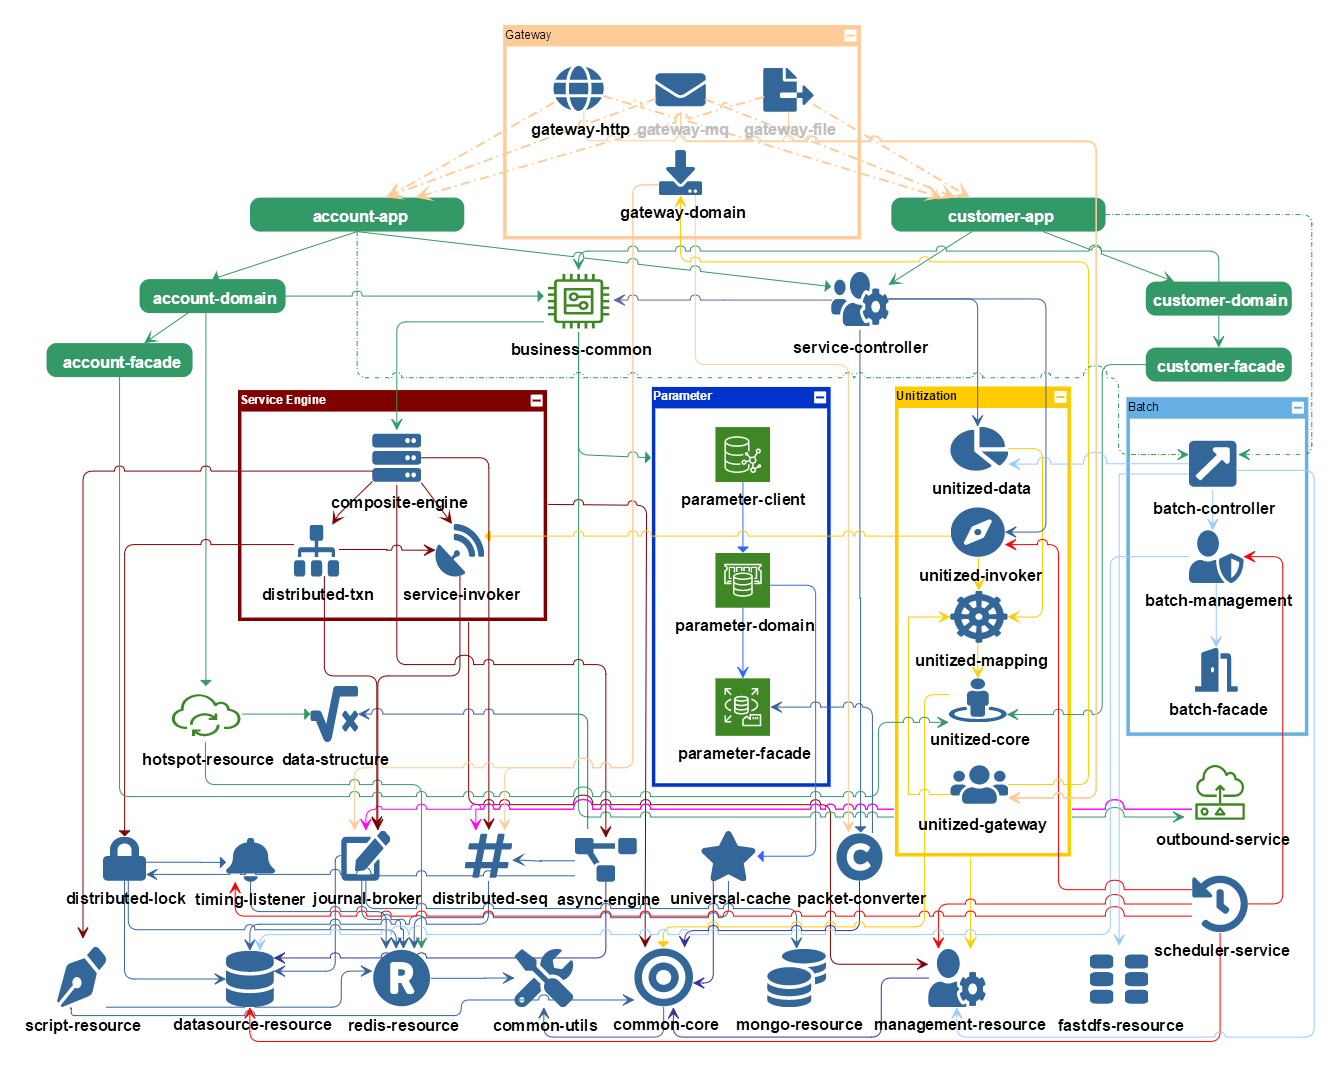 Gateway
gateway-http
gateway-mq
gateway-file
gateway-domain
account-app
customer-app
account-domain
customer-domain
business-common
service-controller
account-facade
customer-facade
Service Engine
Parameter
Unitization
Batch
composite-engine
parameter-client
unitized-data
batch-controller
distributed-txn
service-invoker
unitized-invoker
batch-management
parameter-domain
unitized-mapping
batch-facade
hotspot-resource
data-structure
parameter-facade
unitized-core
unitized-gateway
outbound-service
distributed-lock
timing-listener
journal-broker
distributed-seq
async-engine
universal-cache
C
packet-converter
scheduler-service
R
script-resource
datasource-resource
redis-resource
common-utils
common-core
mongo-resource
management-resource
fastdfs-resource